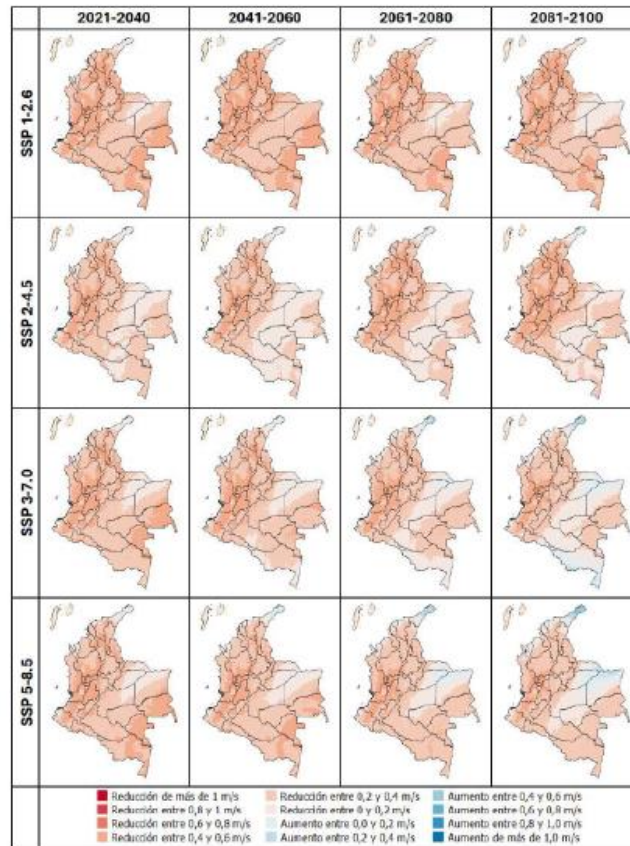 2021-2040 2041-2060 2061-2080 2081-2100
SSP 1-2.6
SSP 2-4.5
SSP 3-7.0
SSP 5-8.5
Reducción de más de 1 m/s
Reducción entre 0,8 y 1 m/s
Reducción entre 0,6 y 0,8 m/s
Reducción entre 0,4 y 0,6 m/s
Reducción entre 0,2 y 0,4 m/s
Reducción entre 0 y 0,2 m/s
Aumento entre 0,0 y 0,2 m/s
Aumento entre 0,2 y 0,4 m/s
Aumento entre 0,4 y 0,6 m/s
Aumento entre 0,6 y 0,8 m/s
Aumento entre 0,8 y 1,0 m/s
Aumento de más de 1,0 m/s